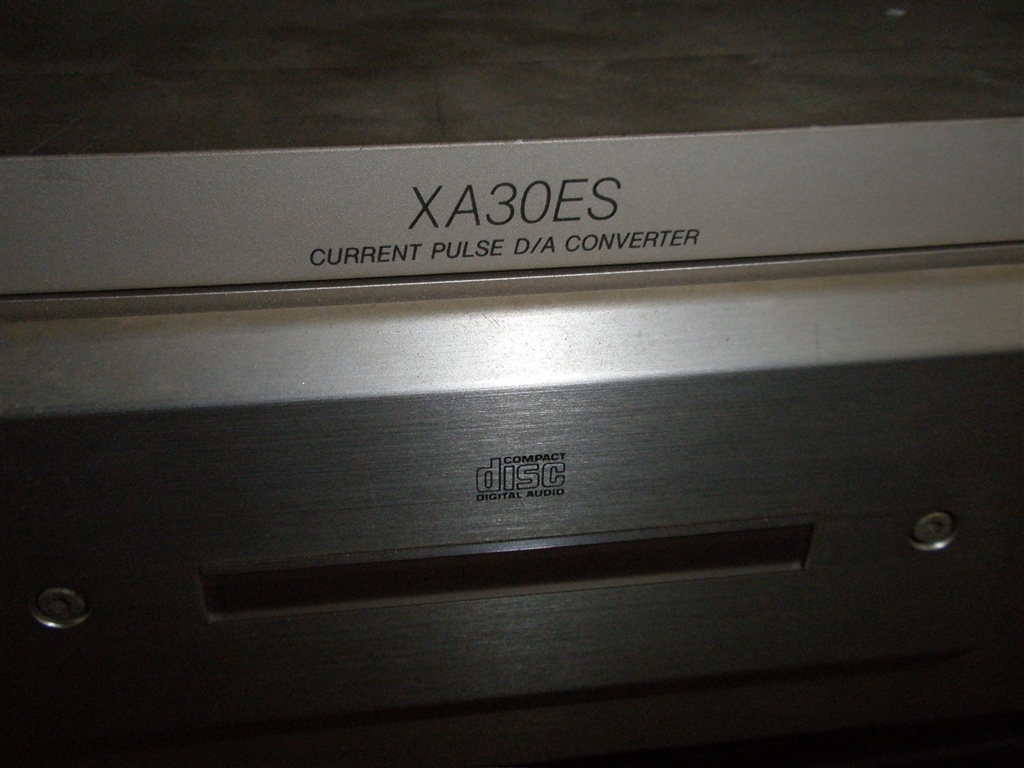 XA30ES
CURRENT PULSE D/A CONVERTER
COMPACT
disc
DIGITAL AUDIO